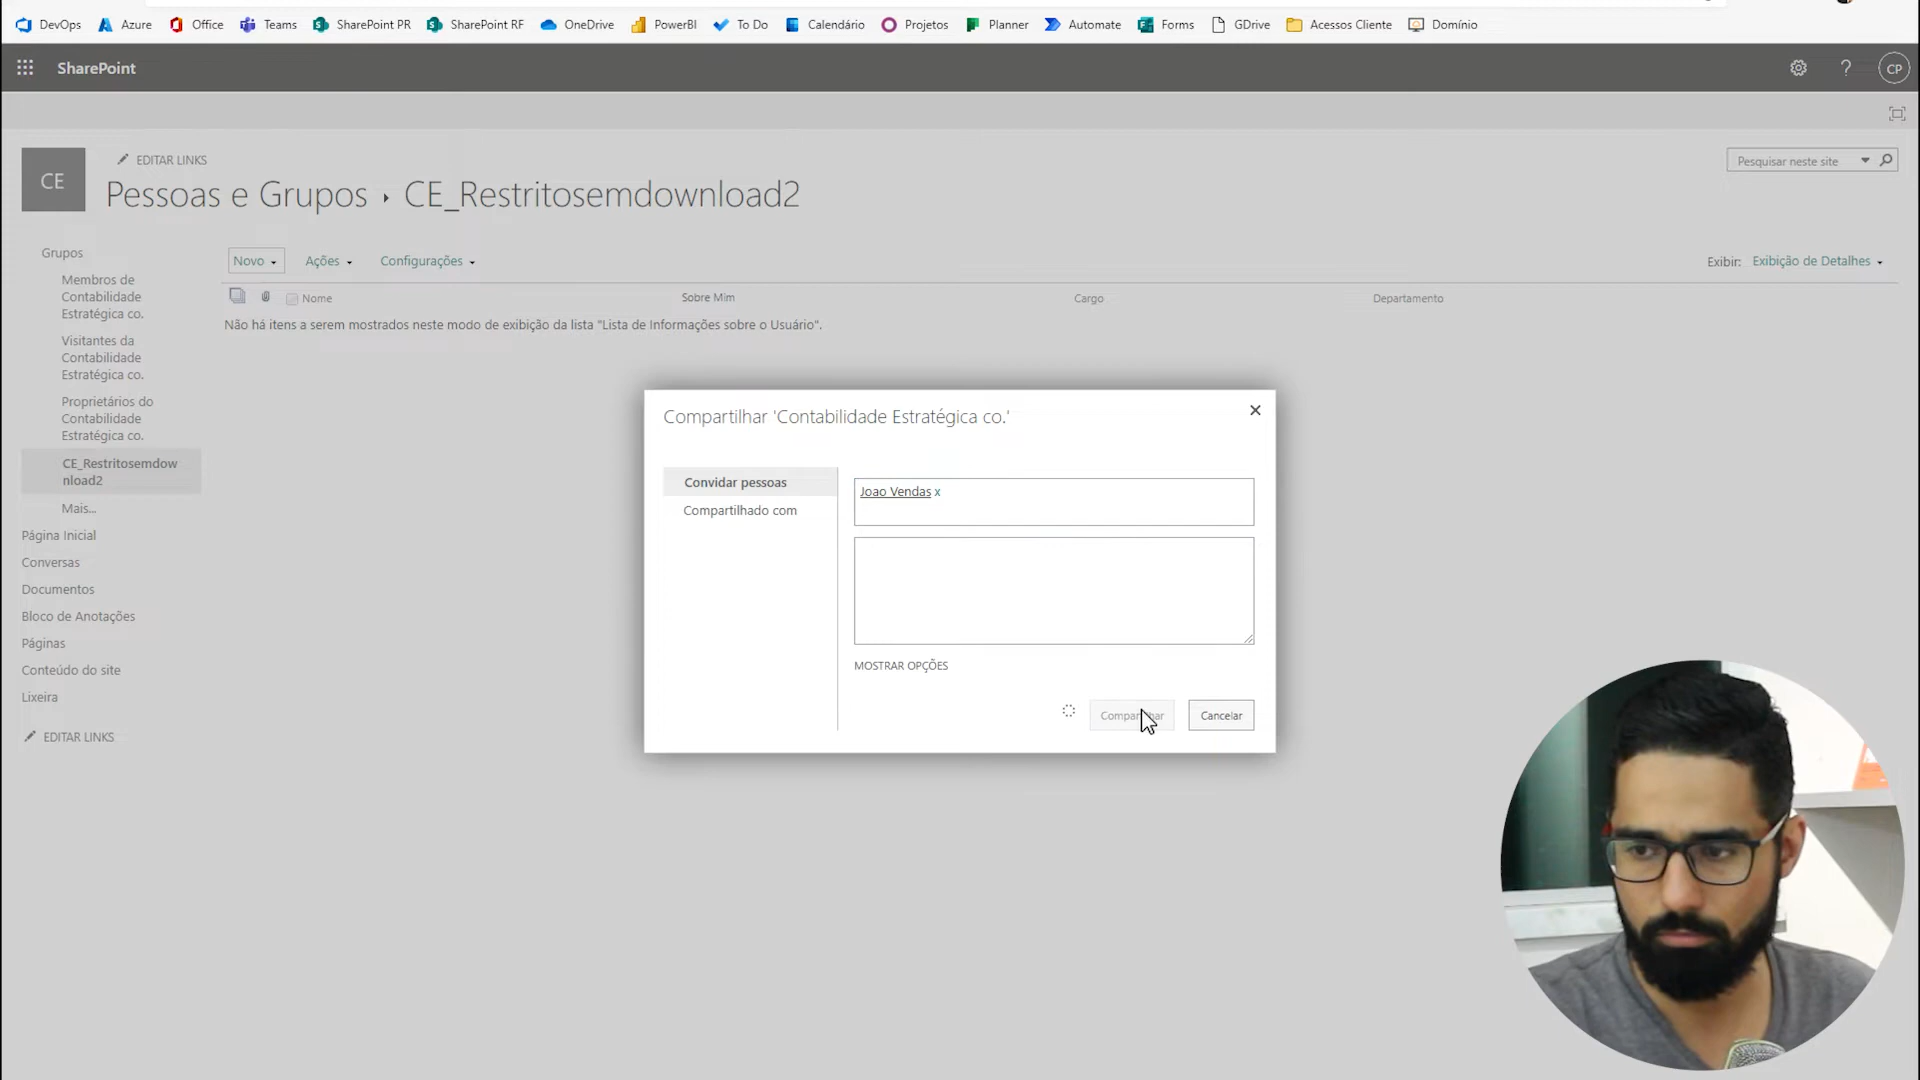 DevOps Azure Office Teams SharePoint PR SharePoint RF OneDrive PowerBI To Do Calendário Projetos Planner Automate Forms GDrive Acessos Cliente Domínio
SharePoint
? CP
CE
EDITAR LINKS
Pessoas e Grupos ▸ CE_Restritosemdownload2
Pesquisar neste site
Grupos
Membros de
Contabilidade
Estratégica co.
Visitantes da
Contabilidade
Estratégica co.
Proprietários do
Contabilidade
Estratégica co.
CE_Restritosemdow
nload2
Mais...
Página Inicial
Conversas
Documentos
Bloco de Anotações
Páginas
Conteúdo do site
Lixeira
EDITAR LINKS
Novo Ações Configurações
Exibir: Exibição de Detalhes
Nome Sobre Mim Cargo Departamento
Não há itens a serem mostrados neste modo de exibição da lista "Lista de Informações sobre o Usuário".
Compartilhar 'Contabilidade Estratégica co.'
Convidar pessoas
Compartilhado com
Joao Vendas x
MOSTRAR OPÇÕES
Compartilhar
Cancelar